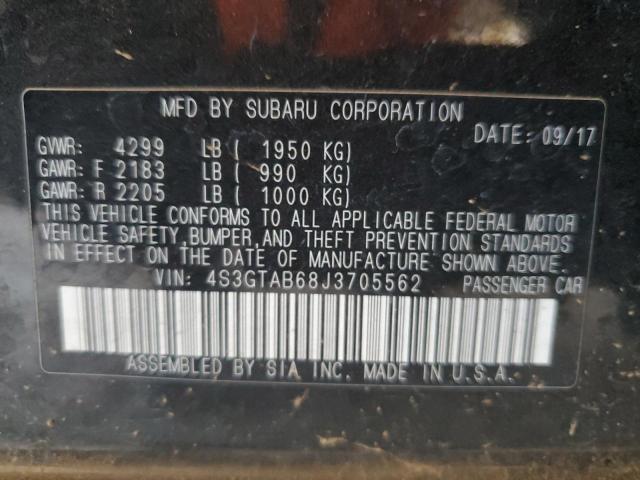 MFD BY SUBARU CORPORATION
DATE: 09/17
GVWR: 4299 LB ( 1950 KG)
GAWR: F 2183 LB ( 990 KG)
GAWR: R 2205 LB ( 1000 KG)
THIS VEHICLE CONFORMS TO ALL APPLICABLE FEDERAL MOTOR
VEHICLE SAFETY, BUMPER, AND THEFT PREVENTION STANDARDS
IN EFFECT ON THE DATE OF MANUFACTURE SHOWN ABOVE.
VIN: 4S3GTAB68J3705562 PASSENGER CAR
ASSEMBLED BY SIA INC. MADE IN U.S.A.